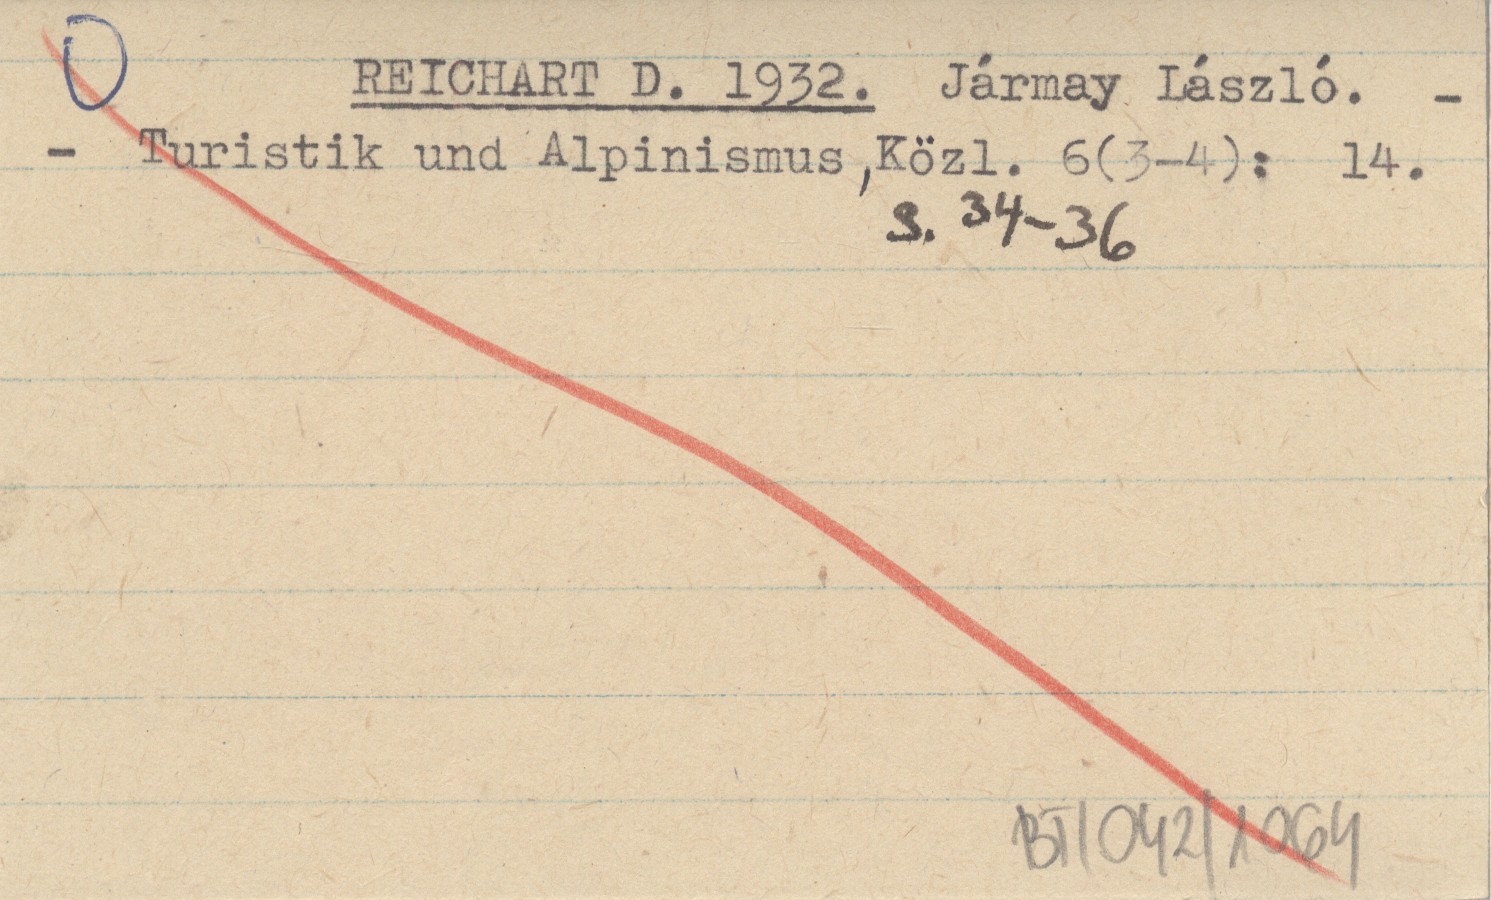 REICHART D. 1932. Jármay László. -
- Turistik und Alpinismus, Közl. 6(3-4): 14.
S. 34-36
BT/042/1064